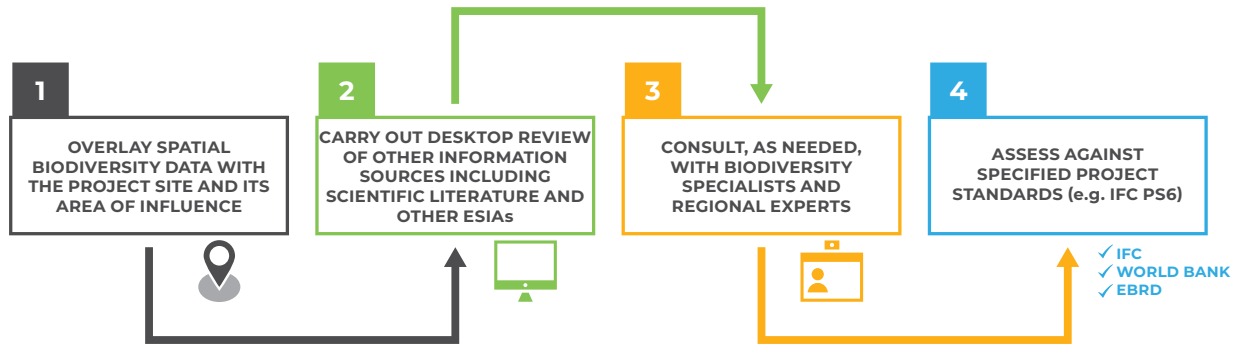 1
OVERLAY SPATIAL
BIODIVERSITY DATA WITH
THE PROJECT SITE AND ITS
AREA OF INFLUENCE
2
CARRY OUT DESKTOP REVIEW
OF OTHER INFORMATION
SOURCES INCLUDING
SCIENTIFIC LITERATURE AND
OTHER ESIAs
3
CONSULT, AS NEEDED,
WITH BIODIVERSITY
SPECIALISTS AND
REGIONAL EXPERTS
4
ASSESS AGAINST
SPECIFIED PROJECT
STANDARDS (e.g. IFC PS6)
✓ IFC
✓ WORLD BANK
✓ EBRD